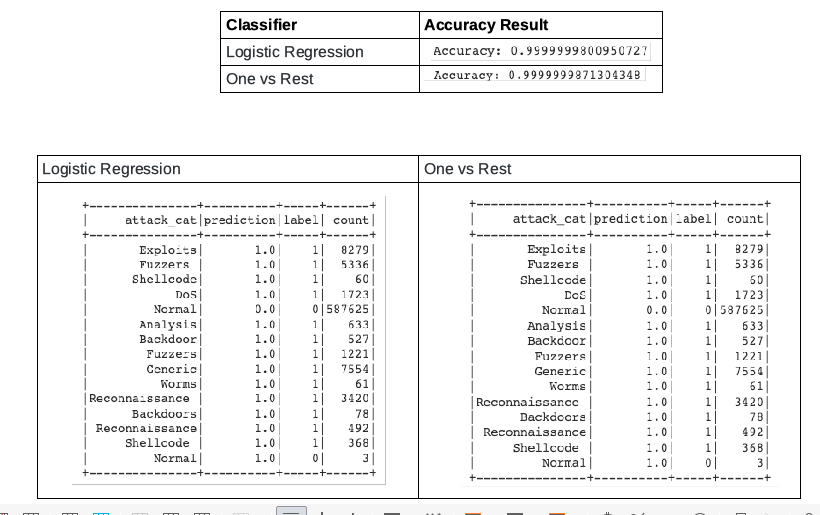 Classifier Accuracy Result
Logistic Regression Accuracy: 0.9999999800950727
One vs Rest Accuracy: 0.9999999871304348
Logistic Regression One vs Rest
+---------------+----------+-----+------+
| attack_cat|prediction|label| count|
+---------------+----------+-----+------+
| Exploits| 1.0| 1| 8279|
| Fuzzers | 1.0| 1| 5336|
| Shellcode| 1.0| 1| 60|
| DoS| 1.0| 1| 1723|
| Normal| 0.0| 0|587625|
| Analysis| 1.0| 1| 633|
| Backdoor| 1.0| 1| 527|
| Fuzzers| 1.0| 1| 1221|
| Generic| 1.0| 1| 7554|
| Worms| 1.0| 1| 61|
|Reconnaissance | 1.0| 1| 3420|
| Backdoors| 1.0| 1| 78|
| Reconnaissance| 1.0| 1| 492|
| Shellcode | 1.0| 1| 368|
| Normal| 1.0| 0| 3|
+---------------+----------+-----+------+
+---------------+----------+-----+------+
| attack_cat|prediction|label| count|
+---------------+----------+-----+------+
| Exploits| 1.0| 1| 8279|
| Fuzzers | 1.0| 1| 5336|
| Shellcode| 1.0| 1| 60|
| DoS| 1.0| 1| 1723|
| Normal| 0.0| 0|587625|
| Analysis| 1.0| 1| 633|
| Backdoor| 1.0| 1| 527|
| Fuzzers| 1.0| 1| 1221|
| Generic| 1.0| 1| 7554|
| Worms| 1.0| 1| 61|
|Reconnaissance | 1.0| 1| 3420|
| Backdoors| 1.0| 1| 78|
| Reconnaissance| 1.0| 1| 492|
| Shellcode | 1.0| 1| 368|
| Normal| 1.0| 0| 3|
+---------------+----------+-----+------+